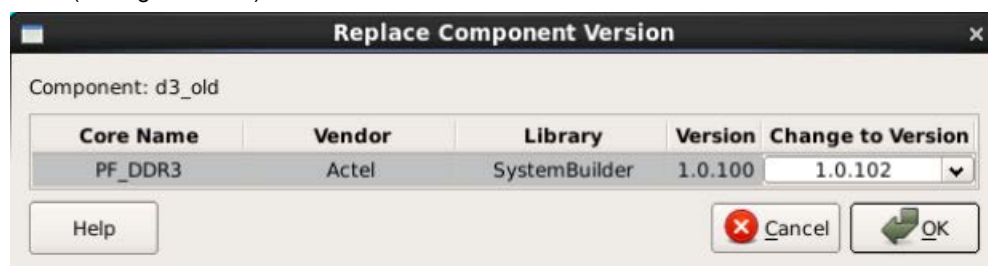 Replace Component Version
Component: d3_old
Core Name Vendor Library Version Change to Version
PF_DDR3 Actel SystemBuilder 1.0.100 1.0.102
Help Cancel OK